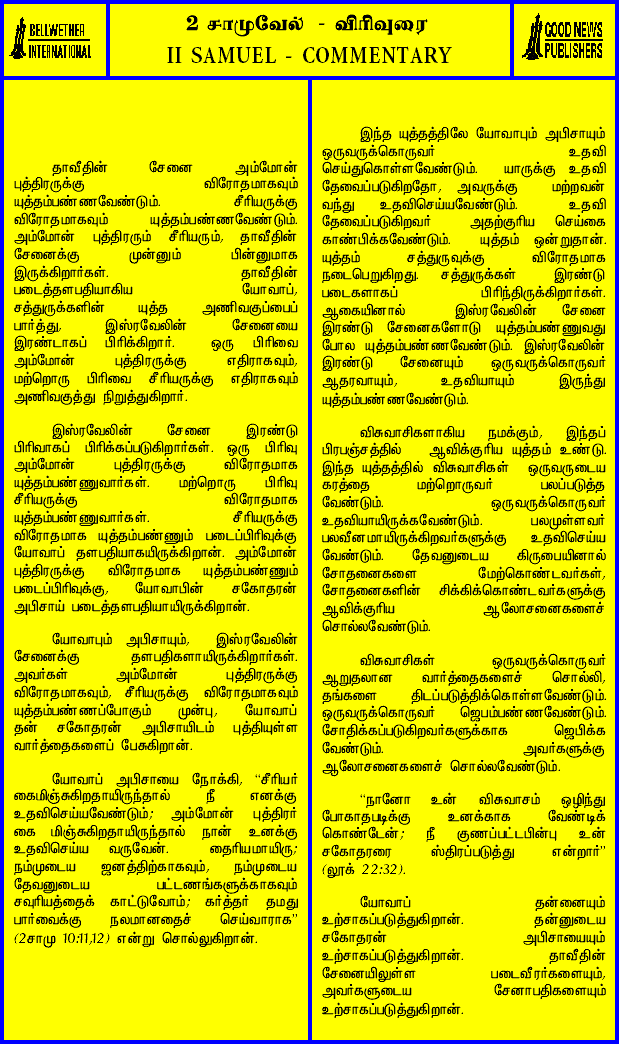 BELLWETHER
INTERNATIONAL
2 சாமுவேல் - விரிவுரை
II SAMUEL - COMMENTARY
GOOD NEWS
PUBLISHERS
தாவீதின் சேனை அம்மோன்
புத்திரருக்கு விரோதமாகவும்
யுத்தம்பண்ணவேண்டும். சீரியருக்கு
விரோதமாகவும் யுத்தம்பண்ணவேண்டும்.
அம்மோன் புத்திரரும் சீரியரும், தாவீதின்
சேனைக்கு முன்னும் பின்னுமாக
இருக்கிறார்கள். தாவீதின்
படைத்தளபதியாகிய யோவாப்,
சத்துருக்களின் யுத்த அணிவகுப்பைப்
பார்த்து, இஸ்ரவேலின் சேனையை
இரண்டாகப் பிரிக்கிறார். ஒரு பிரிவை
அம்மோன் புத்திரருக்கு எதிராகவும்,
மற்றொரு பிரிவை சீரியருக்கு எதிராகவும்
அணிவகுத்து நிறுத்துகிறார்.
இஸ்ரவேலின் சேனை இரண்டு
பிரிவாகப் பிரிக்கப்படுகிறார்கள். ஒரு பிரிவு
அம்மோன் புத்திரருக்கு விரோதமாக
யுத்தம்பண்ணுவார்கள். மற்றொரு பிரிவு
சீரியருக்கு விரோதமாக
யுத்தம்பண்ணுவார்கள். சீரியருக்கு
விரோதமாக யுத்தம்பண்ணும் படைப்பிரிவுக்கு
யோவாப் தளபதியாகயிருக்கிறான். அம்மோன்
புத்திரருக்கு விரோதமாக யுத்தம்பண்ணும்
படைப்பிரிவுக்கு, யோவாபின் சகோதரன்
அபிசாய் படைத்தளபதியாயிருக்கிறான்.
யோவாபும் அபிசாயும், இஸ்ரவேலின்
சேனைக்கு தளபதிகளாயிருக்கிறார்கள்.
அவர்கள் அம்மோன் புத்திரருக்கு
விரோதமாகவும், சீரியருக்கு விரோதமாகவும்
யுத்தம்பண்ணப்போகும் முன்பு, யோவாப்
தன் சகோதரன் அபிசாயிடம் புத்தியுள்ள
வார்த்தைகளைப் பேசுகிறான்.
யோவாப் அபிசாயை நோக்கி, “சீரியர்
கைமிஞ்சுகிறதாயிருந்தால் நீ எனக்கு
உதவிசெய்யவேண்டும்; அம்மோன் புத்திரர்
கை மிஞ்சுகிறதாயிருந்தால் நான் உனக்கு
உதவிசெய்ய வருவேன். தைரியமாயிரு;
நம்முடைய ஜனத்திற்காகவும், நம்முடைய
தேவனுடைய பட்டணங்களுக்காகவும்
சவுரியத்தைக் காட்டுவோம்; கர்த்தர் தமது
பார்வைக்கு நலமானதைச் செய்வாராக”
(2சாமு 10:11,12) என்று சொல்லுகிறான்.
இந்த யுத்தத்திலே யோவாபும் அபிசாயும்
ஒருவருக்கொருவர் உதவி
செய்துகொள்ளவேண்டும். யாருக்கு உதவி
தேவைப்படுகிறதோ, அவருக்கு மற்றவன்
வந்து உதவிசெய்யவேண்டும். உதவி
தேவைப்படுகிறவர் அதற்குரிய செய்கை
காண்பிக்கவேண்டும். யுத்தம் ஒன்றுதான்.
யுத்தம் சத்துருவுக்கு விரோதமாக
நடைபெறுகிறது. சத்துருக்கள் இரண்டு
படைகளாகப் பிரிந்திருக்கிறார்கள்.
ஆகையினால் இஸ்ரவேலின் சேனை
இரண்டு சேனைகளோடு யுத்தம்பண்ணுவது
போல யுத்தம்பண்ணவேண்டும். இஸ்ரவேலின்
இரண்டு சேனையும் ஒருவருக்கொருவர்
ஆதரவாயும், உதவியாயும் இருந்து
யுத்தம்பண்ணவேண்டும்.
விசுவாசிகளாகிய நமக்கும், இந்தப்
பிரபஞ்சத்தில் ஆவிக்குரிய யுத்தம் உண்டு.
இந்த யுத்தத்தில் விசுவாசிகள் ஒருவருடைய
கரத்தை மற்றொருவர் பலப்படுத்த
வேண்டும். ஒருவருக்கொருவர்
உதவியாயிருக்கவேண்டும். பலமுள்ளவர்
பலவீனமாயிருக்கிறவர்களுக்கு உதவிசெய்ய
வேண்டும். தேவனுடைய கிருபையினால்
சோதனைகளை மேற்கொண்டவர்கள்,
சோதனைகளின் சிக்கிக்கொண்டவர்களுக்கு
ஆவிக்குரிய ஆலோசனைகளைச்
சொல்லவேண்டும்.
விசுவாசிகள் ஒருவருக்கொருவர்
ஆறுதலான வார்த்தைகளைச் சொல்லி,
தங்களை திடப்படுத்திக்கொள்ளவேண்டும்.
ஒருவருக்கொருவர் ஜெபம்பண்ணவேண்டும்.
சோதிக்கப்படுகிறவர்களுக்காக ஜெபிக்க
வேண்டும். அவர்களுக்கு
ஆலோசனைகளைச் சொல்லவேண்டும்.
“நானோ உன் விசுவாசம் ஒழிந்து
போகாதபடிக்கு உனக்காக வேண்டிக்
கொண்டேன்; நீ குணப்பட்டபின்பு உன்
சகோதரரை ஸ்திரப்படுத்து என்றார்”
(லூக் 22:32).
யோவாப் தன்னையும்
உற்சாகப்படுத்துகிறான். தன்னுடைய
சகோதரன் அபிசாயையும்
உற்சாகப்படுத்துகிறான். தாவீதின்
சேனையிலுள்ள படைவீரர்களையும்,
அவர்களுடைய சேனாபதிகளையும்
உற்சாகப்படுத்துகிறான்.